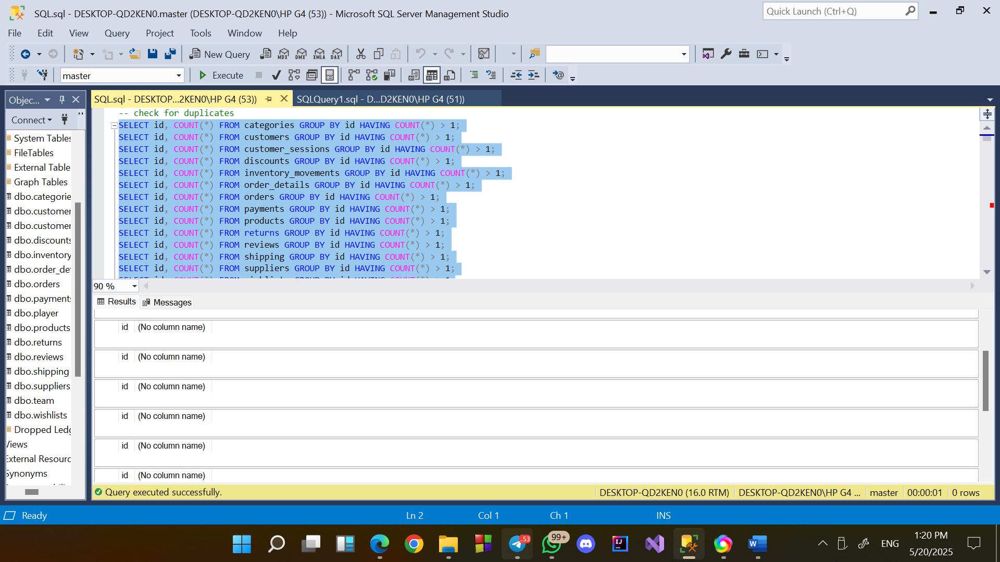 SQL.sql - DESKTOP-QD2KEN0.master (DESKTOP-QD2KEN0\HP G4 (53)) - Microsoft SQL Server Management Studio
Quick Launch (Ctrl+Q)
File Edit View Query Project Tools Window Help
New Query MDX DMX XMLA DAX
master Execute
Objec...
SQL.sql - DESKTOP...2KEN0\HP G4 (53)) SQLQuery1.sql - D...D2KEN0\HP G4 (51))
Connect
System Tables
FileTables
External Table
Graph Tables
dbo.categorie
dbo.customer
dbo.customer
dbo.discounts
dbo.inventory
dbo.order_det
dbo.orders
dbo.payments
dbo.player
dbo.products
dbo.returns
dbo.reviews
dbo.shipping
dbo.suppliers
dbo.team
dbo.wishlists
Dropped Ledg
Views
External Resourc
Synonyms
-- check for duplicates
SELECT id, COUNT(*) FROM categories GROUP BY id HAVING COUNT(*) > 1;
SELECT id, COUNT(*) FROM customers GROUP BY id HAVING COUNT(*) > 1;
SELECT id, COUNT(*) FROM customer_sessions GROUP BY id HAVING COUNT(*) > 1;
SELECT id, COUNT(*) FROM discounts GROUP BY id HAVING COUNT(*) > 1;
SELECT id, COUNT(*) FROM inventory_movements GROUP BY id HAVING COUNT(*) > 1;
SELECT id, COUNT(*) FROM order_details GROUP BY id HAVING COUNT(*) > 1;
SELECT id, COUNT(*) FROM orders GROUP BY id HAVING COUNT(*) > 1;
SELECT id, COUNT(*) FROM payments GROUP BY id HAVING COUNT(*) > 1;
SELECT id, COUNT(*) FROM products GROUP BY id HAVING COUNT(*) > 1;
SELECT id, COUNT(*) FROM returns GROUP BY id HAVING COUNT(*) > 1;
SELECT id, COUNT(*) FROM reviews GROUP BY id HAVING COUNT(*) > 1;
SELECT id, COUNT(*) FROM shipping GROUP BY id HAVING COUNT(*) > 1;
SELECT id, COUNT(*) FROM suppliers GROUP BY id HAVING COUNT(*) > 1;
90 %
Results Messages
id (No column name)
id (No column name)
id (No column name)
id (No column name)
id (No column name)
id (No column name)
Query executed successfully. DESKTOP-QD2KEN0 (16.0 RTM) DESKTOP-QD2KEN0\HP G4 ... master 00:00:01 0 rows
Ready Ln 2 Col 1 Ch 1 INS
..53 99+ IJ W ENG 1:20 PM
5/20/2025